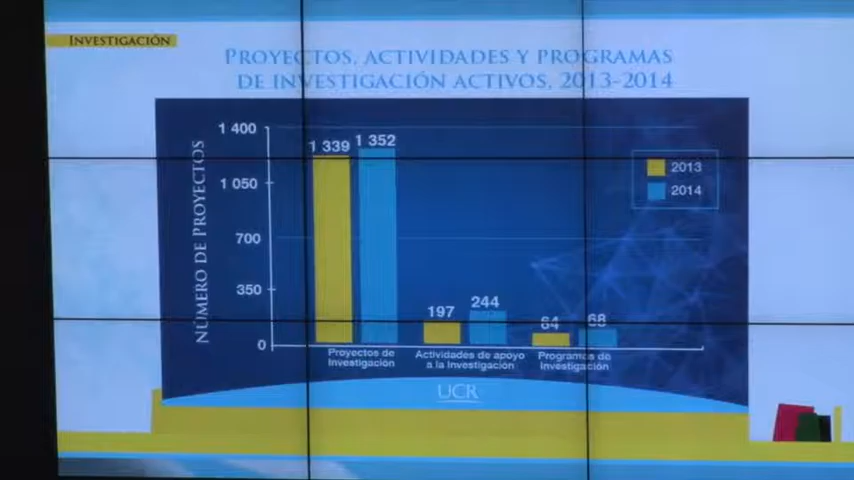 INVESTIGACIÓN
PROYECTOS, ACTIVIDADES Y PROGRAMAS
DE INVESTIGACIÓN ACTIVOS, 2013-2014
NÚMERO DE PROYECTOS
1 400
1 050
700
350
0
1 339
1 352
197
244
64
68
2013
2014
Proyectos de
Investigación
Actividades de apoyo
a la Investigación
Programas de
Investigación
UCR